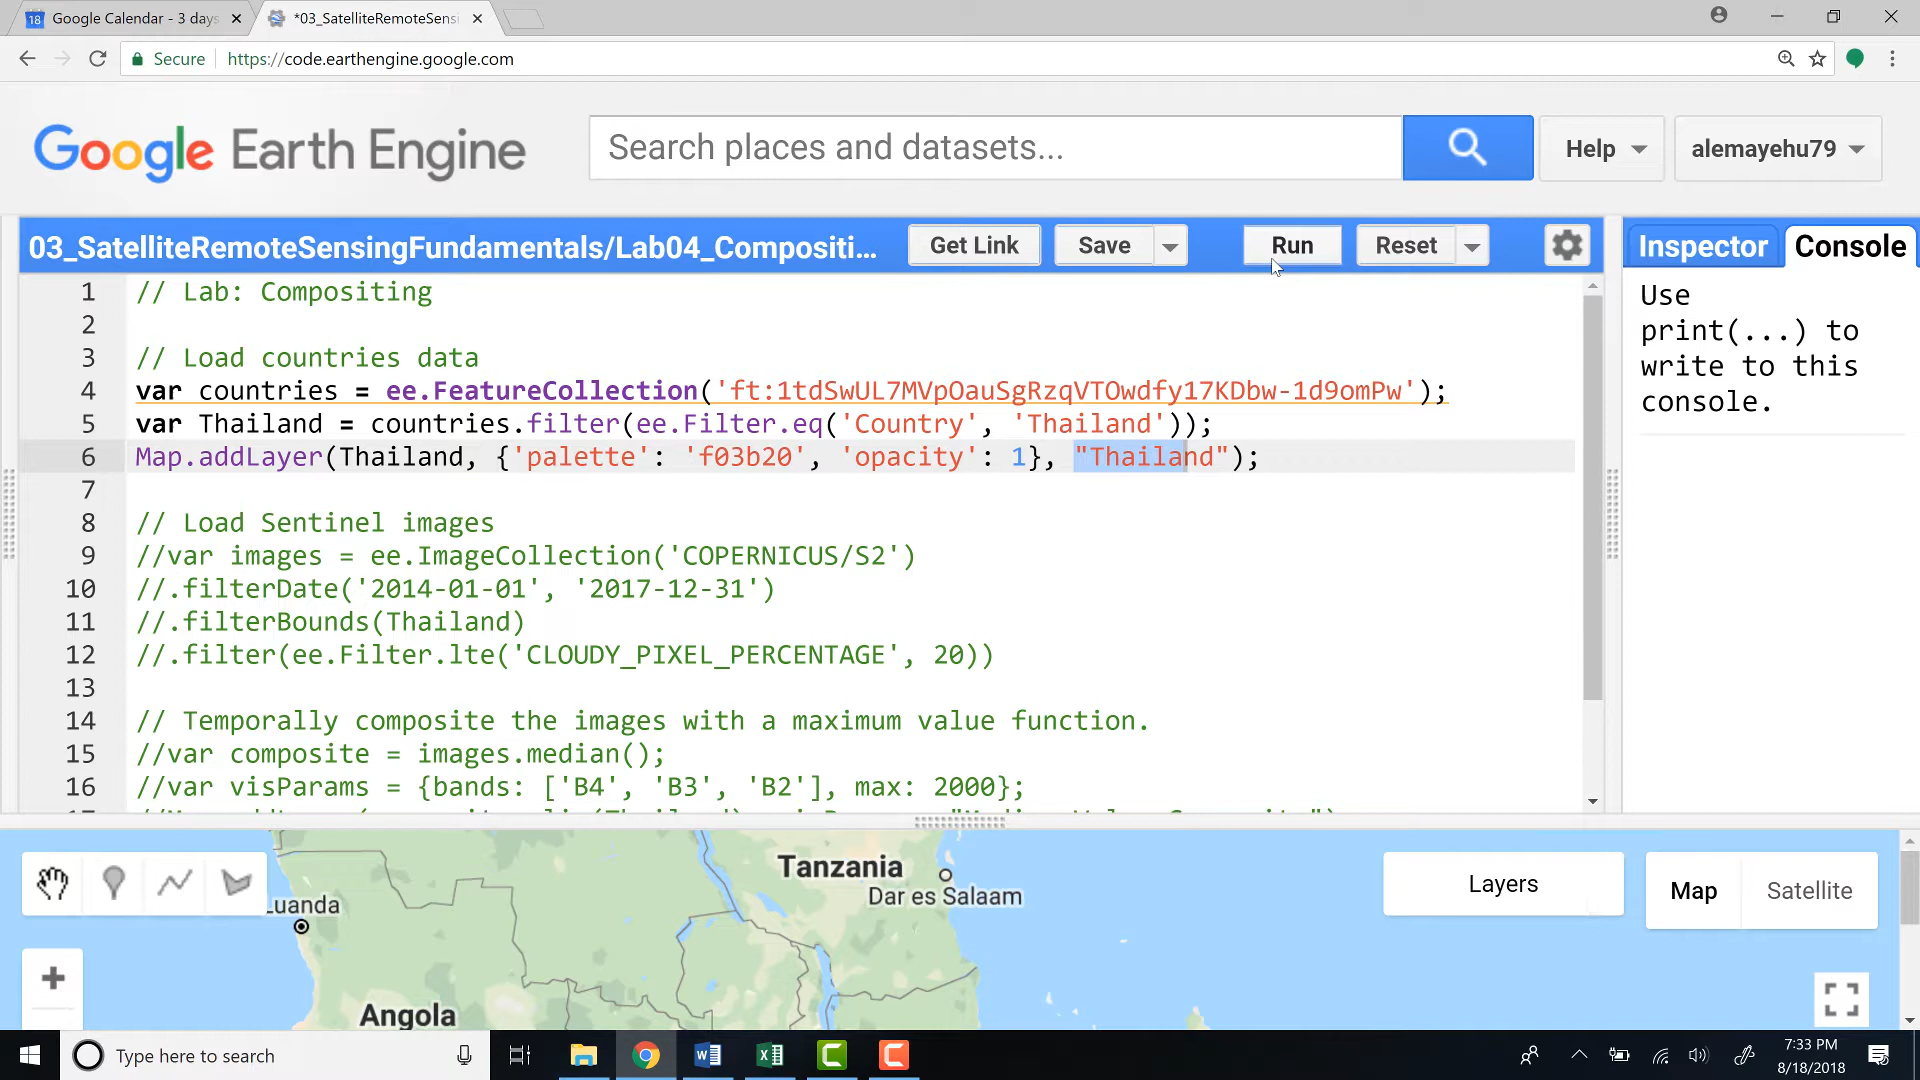 18 Google Calendar - 3 days
*03_SatelliteRemoteSensi
Secure
https://code.earthengine.google.com
Google Earth Engine
Search places and datasets...
Help
alemayehu79
03_SatelliteRemoteSensingFundamentals/Lab04_Compositi...
Get Link
Save
Run
Reset
Inspector
Console
1 // Lab: Compositing
2
3 // Load countries data
4 var countries = ee.FeatureCollection('ft:1tdSwUL7MVpOauSgRzqVTOwdfy17KDbw-1d9omPw');
5 var Thailand = countries.filter(ee.Filter.eq('Country', 'Thailand'));
6 Map.addLayer(Thailand, {'palette': 'f03b20', 'opacity': 1}, "Thailand");
7
8 // Load Sentinel images
9 //var images = ee.ImageCollection('COPERNICUS/S2')
10 //.filterDate('2014-01-01', '2017-12-31')
11 //.filterBounds(Thailand)
12 //.filter(ee.Filter.lte('CLOUDY_PIXEL_PERCENTAGE', 20))
13
14 // Temporally composite the images with a maximum value function.
15 //var composite = images.median();
16 //var visParams = {bands: ['B4', 'B3', 'B2'], max: 2000};
Use
print(...) to
write to this
console.
Tanzania
Dar es Salaam
Luanda
Angola
Layers
Map
Satellite
Type here to search
7:33 PM
8/18/2018